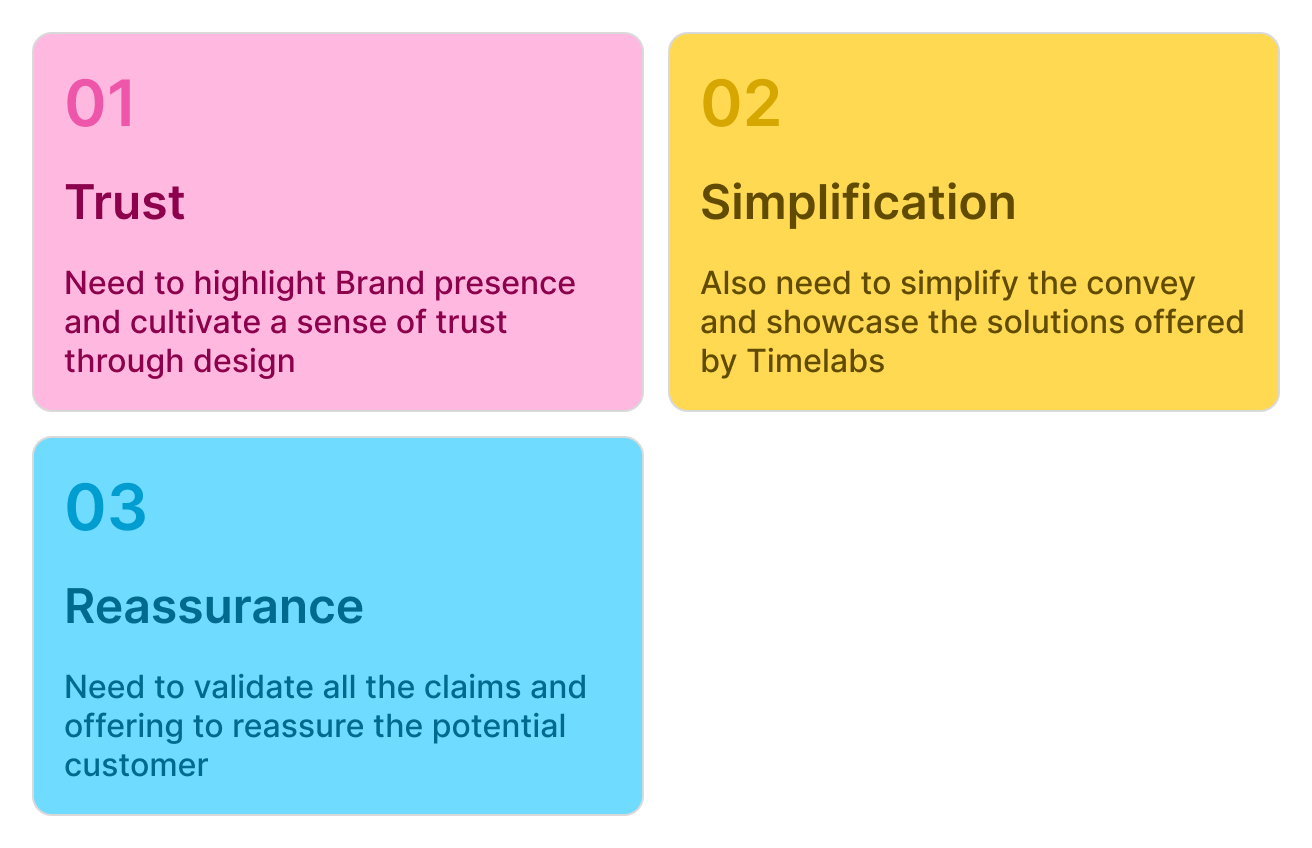 01
Trust
Need to highlight Brand presence
and cultivate a sense of trust
through design
02
Simplification
Also need to simplify the convey
and showcase the solutions offered
by Timelabs
03
Reassurance
Need to validate all the claims and
offering to reassure the potential
customer